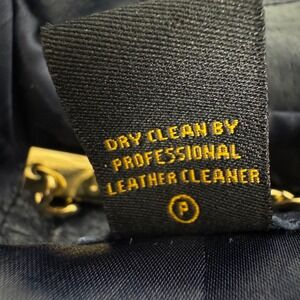 DRY CLEAN BY
PROFESSIONAL
LEATHER CLEANER
P